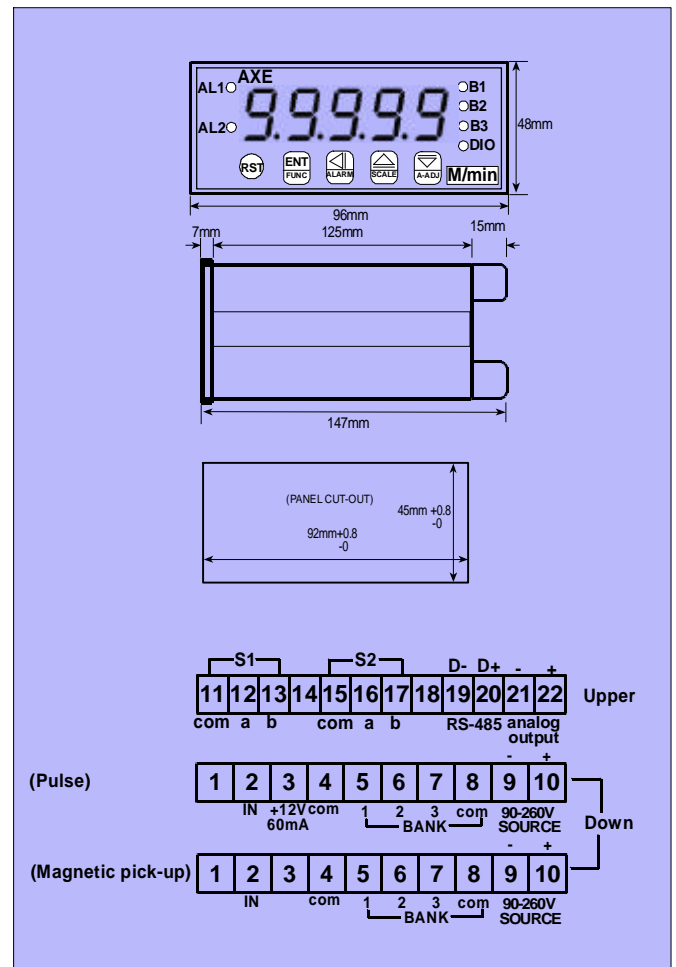 AXE
AL1 9.9.9.9.9 B1
B2
AL2 B3
DIO
48mm
RST ENT FUNC ALARM SCALE A-ADJ M/min
96mm
7mm 125mm 15mm
147mm
(PANEL CUT-OUT)
45mm +0.8
-0
92mm+0.8
-0
S1 S2 D- D+ - +
11 12 13 14 15 16 17 18 19 20 21 22 Upper
com a b com a b RS-485 analog
output
- +
(Pulse) 1 2 3 4 5 6 7 8 9 10
IN +12V com 1 2 3 com 90-260V
60mA BANK SOURCE Down
- +
(Magnetic pick-up) 1 2 3 4 5 6 7 8 9 10
IN com 1 2 3 com 90-260V
BANK SOURCE